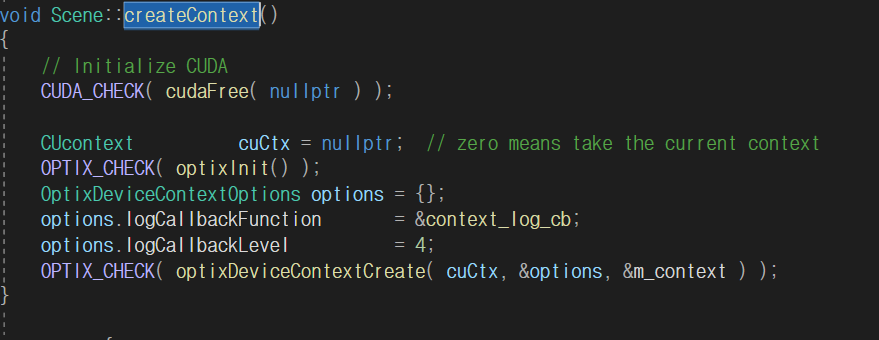 void Scene::createContext()
{
// Initialize CUDA
CUDA_CHECK( cudaFree( nullptr ) );
CUcontext cuCtx = nullptr; // zero means take the current context
OPTIX_CHECK( optixInit() );
OptixDeviceContextOptions options = {};
options.logCallbackFunction = &context_log_cb;
options.logCallbackLevel = 4;
OPTIX_CHECK( optixDeviceContextCreate( cuCtx, &options, &m_context ) );
}